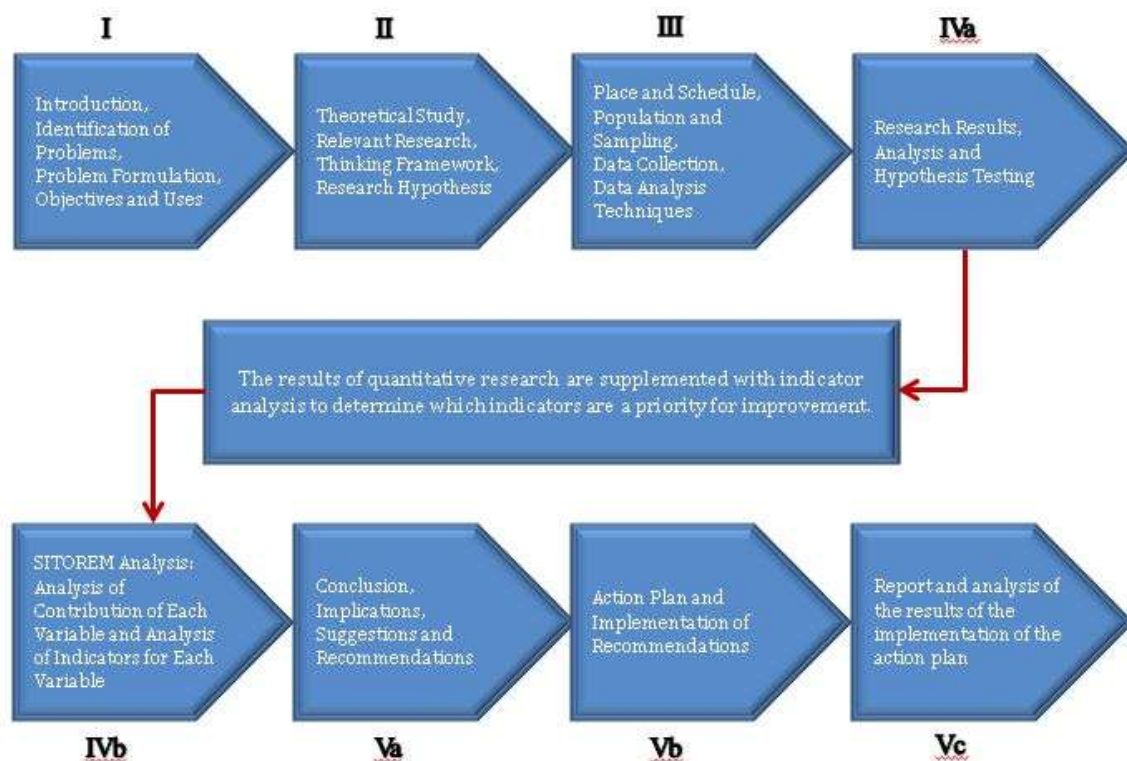 I
II
III
IVa
Introduction,
Identification of
Problems,
Problem Formulation,
Objectives and Uses
Theoretical Study,
Relevant Research,
Thinking Framework,
Research Hypothesis
Place and Schedule,
Population and
Sampling,
Data Collection,
Data Analysis
Techniques
Research Results,
Analysis and
Hypothesis Testing
The results of quantitative research are supplemented with indicator
analysis to determine which indicators are a priority for improvement.
SITOREM Analysis:
Analysis of
Contribution of Each
Variable and Analysis
of Indicators for Each
Variable
Conclusion,
Implications,
Suggestions and
Recommendations
Action Plan and
Implementation of
Recommendations
Report and analysis of
the results of the
implementation of the
action plan
IVb
Va
Vb
Vc